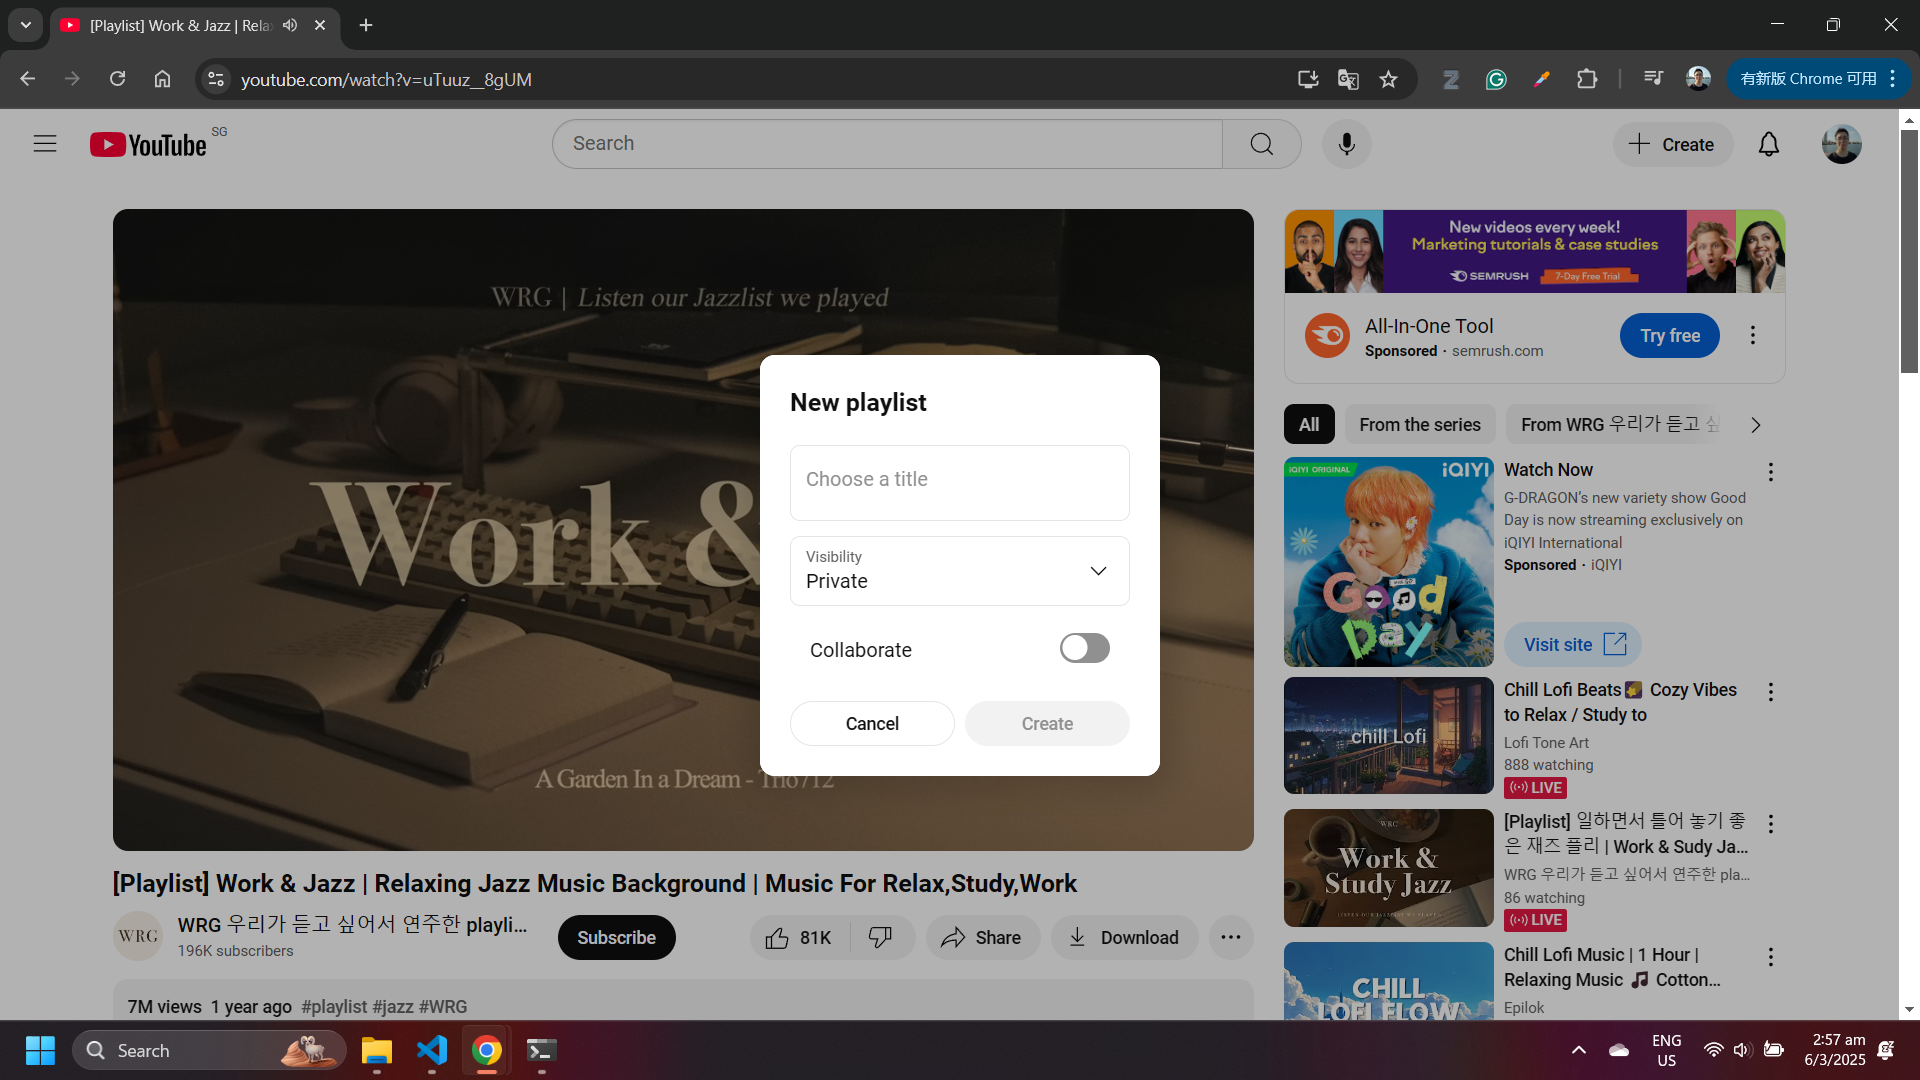 [Playlist] Work & Jazz | Rela
youtube.com/watch?v=uTuuz__8gUM
有新版 Chrome 可用
YouTube SG
Search
Create
WRG | Listen our Jazzlist we played
Work &
A Garden In a Dream - Trio712
New playlist
Choose a title
Visibility
Private
Collaborate
Cancel
Create
New videos every week!
Marketing tutorials & case studies
SEMRUSH
7-Day Free Trial
All-In-One Tool
Sponsored · semrush.com
Try free
All
From the series
From WRG 우리가 듣고 싶
iQIYI ORIGINAL
iQIYI
Good
Day
Watch Now
G-DRAGON’s new variety show Good
Day is now streaming exclusively on
iQIYI International
Sponsored · iQIYI
Visit site
chill Lofi
Chill Lofi Beats🌠 Cozy Vibes
to Relax / Study to
Lofi Tone Art
888 watching
LIVE
WRG
Work &
Study Jazz
[Playlist] 일하면서 틀어 놓기 좋
은 재즈 플리 | Work & Sudy Ja...
WRG 우리가 듣고 싶어서 연주한 pla...
86 watching
LIVE
CHILL
LOFI FLOW
Chill Lofi Music | 1 Hour |
Relaxing Music 🎵 Cotton...
Epilok
[Playlist] Work & Jazz | Relaxing Jazz Music Background | Music For Relax,Study,Work
WRG
WRG 우리가 듣고 싶어서 연주한 playli...
196K subscribers
Subscribe
81K
Share
Download
7M views 1 year ago #playlist #jazz #WRG
Search
ENG
US
2:57 am
6/3/2025